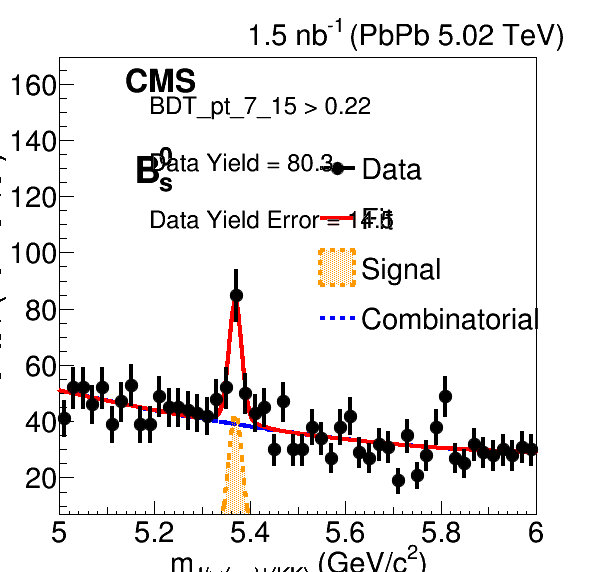 1.5 nb-1 (PbPb 5.02 TeV)
CMS
BDT_pt_7_15 > 0.22
B0s
Data Yield = 80.3
Data
Data Yield Error = 14.5
Fit
Signal
Combinatorial
160
140
120
100
80
60
40
20
5 5.2 5.4 5.6 5.8 6
m (GeV/c2)